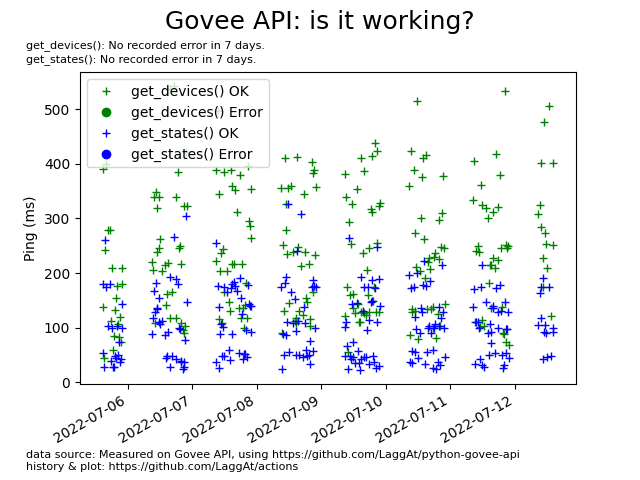 Govee API: is it working?
get_devices(): No recorded error in 7 days.
get_states(): No recorded error in 7 days.
get_devices() OK
get_devices() Error
get_states() OK
get_states() Error
Ping (ms)
500
400
300
200
100
0
2022-07-06
2022-07-07
2022-07-08
2022-07-09
2022-07-10
2022-07-11
2022-07-12
data source: Measured on Govee API, using https://github.com/LaggAt/python-govee-api
history & plot: https://github.com/LaggAt/actions